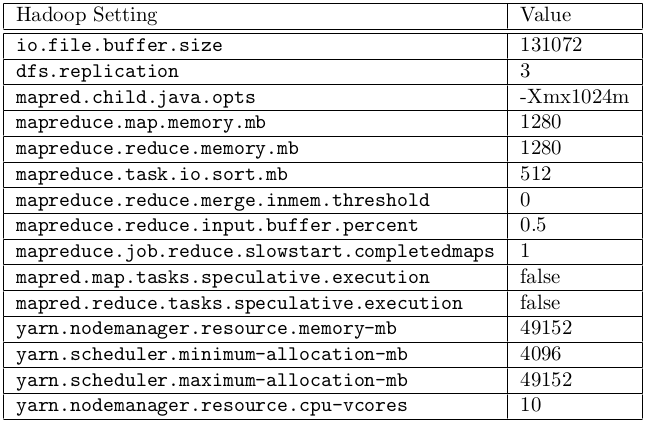 Hadoop Setting Value
io.file.buffer.size 131072
dfs.replication 3
mapred.child.java.opts -Xmx1024m
mapreduce.map.memory.mb 1280
mapreduce.reduce.memory.mb 1280
mapreduce.task.io.sort.mb 512
mapreduce.reduce.merge.inmem.threshold 0
mapreduce.reduce.input.buffer.percent 0.5
mapreduce.job.reduce.slowstart.completedmaps 1
mapred.map.tasks.speculative.execution false
mapred.reduce.tasks.speculative.execution false
yarn.nodemanager.resource.memory-mb 49152
yarn.scheduler.minimum-allocation-mb 4096
yarn.scheduler.maximum-allocation-mb 49152
yarn.nodemanager.resource.cpu-vcores 10